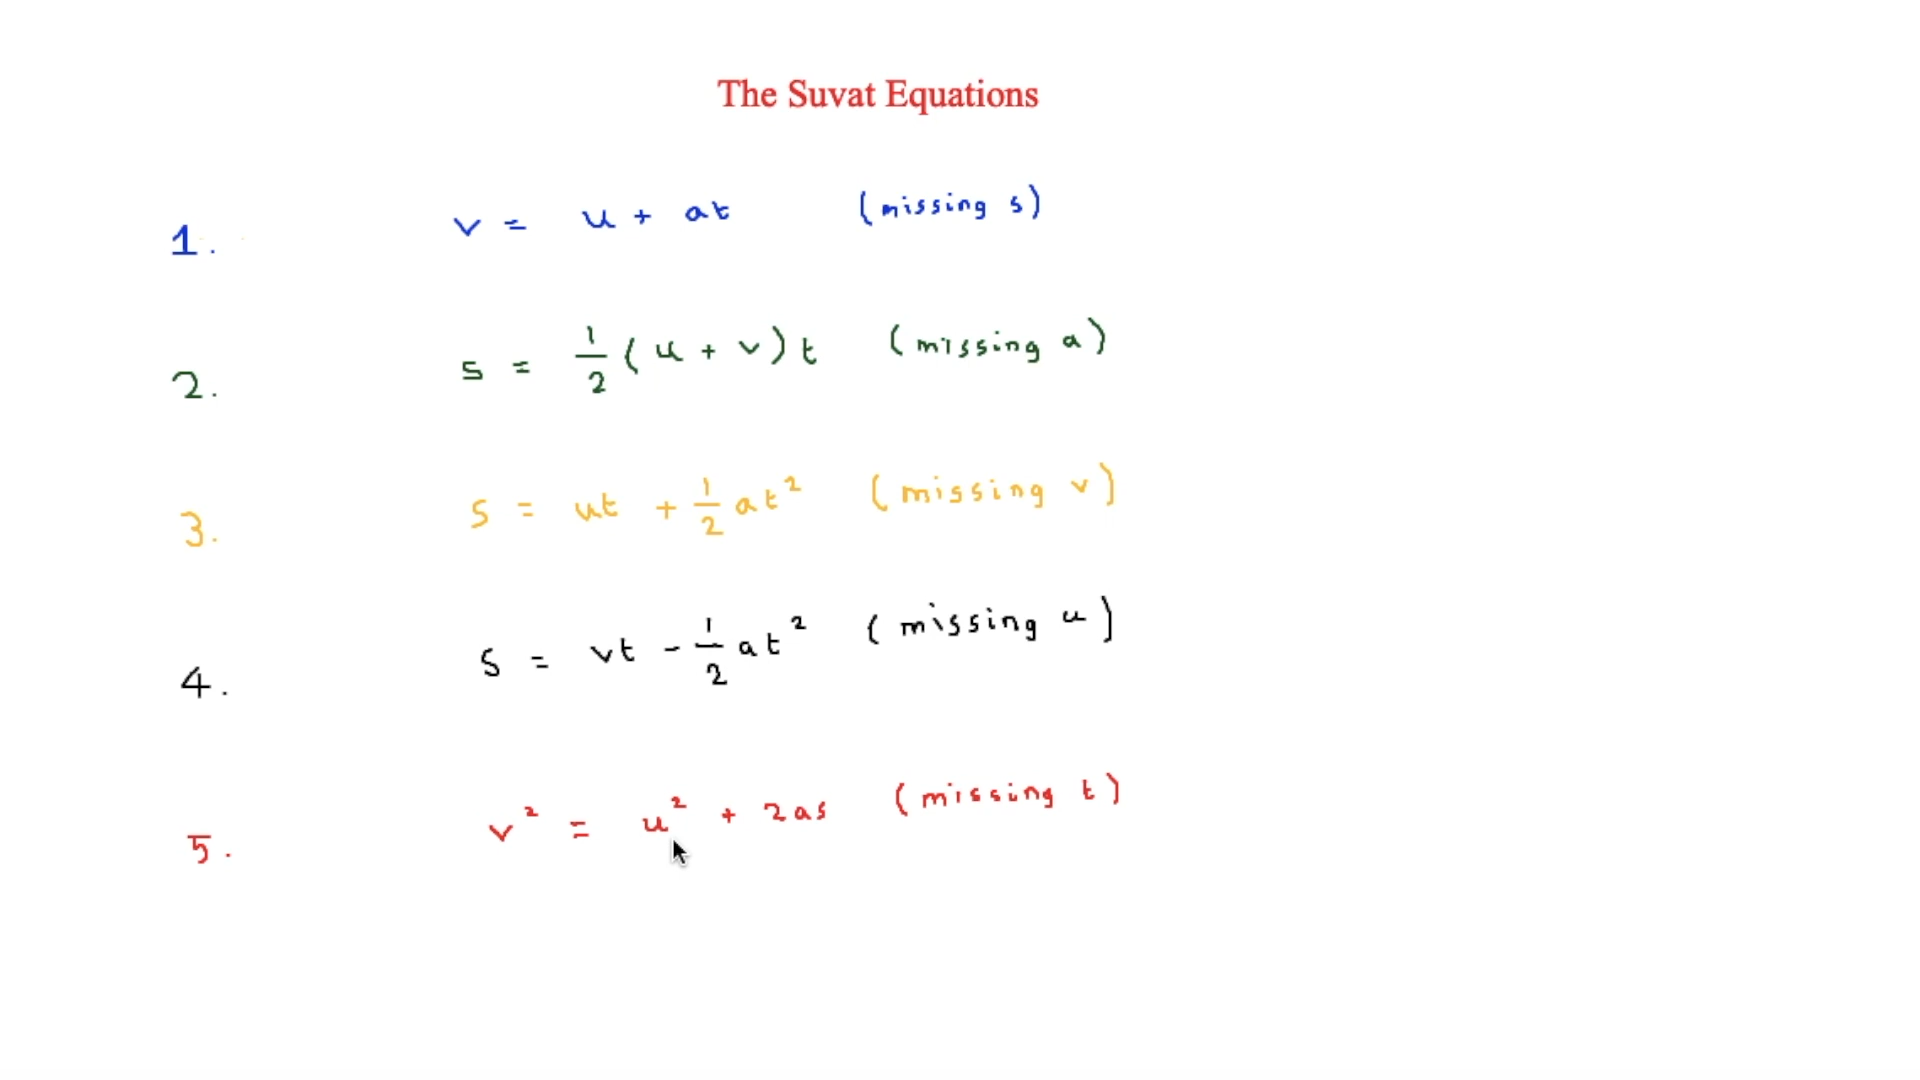 The Suvat Equations
1. v = u + at (missing s)
2. s = 1/2 (u + v) t (missing a)
3. s = ut + 1/2 at² (missing v)
4. s = vt - 1/2 at² (missing u)
5. v² = u² + 2as (missing t)